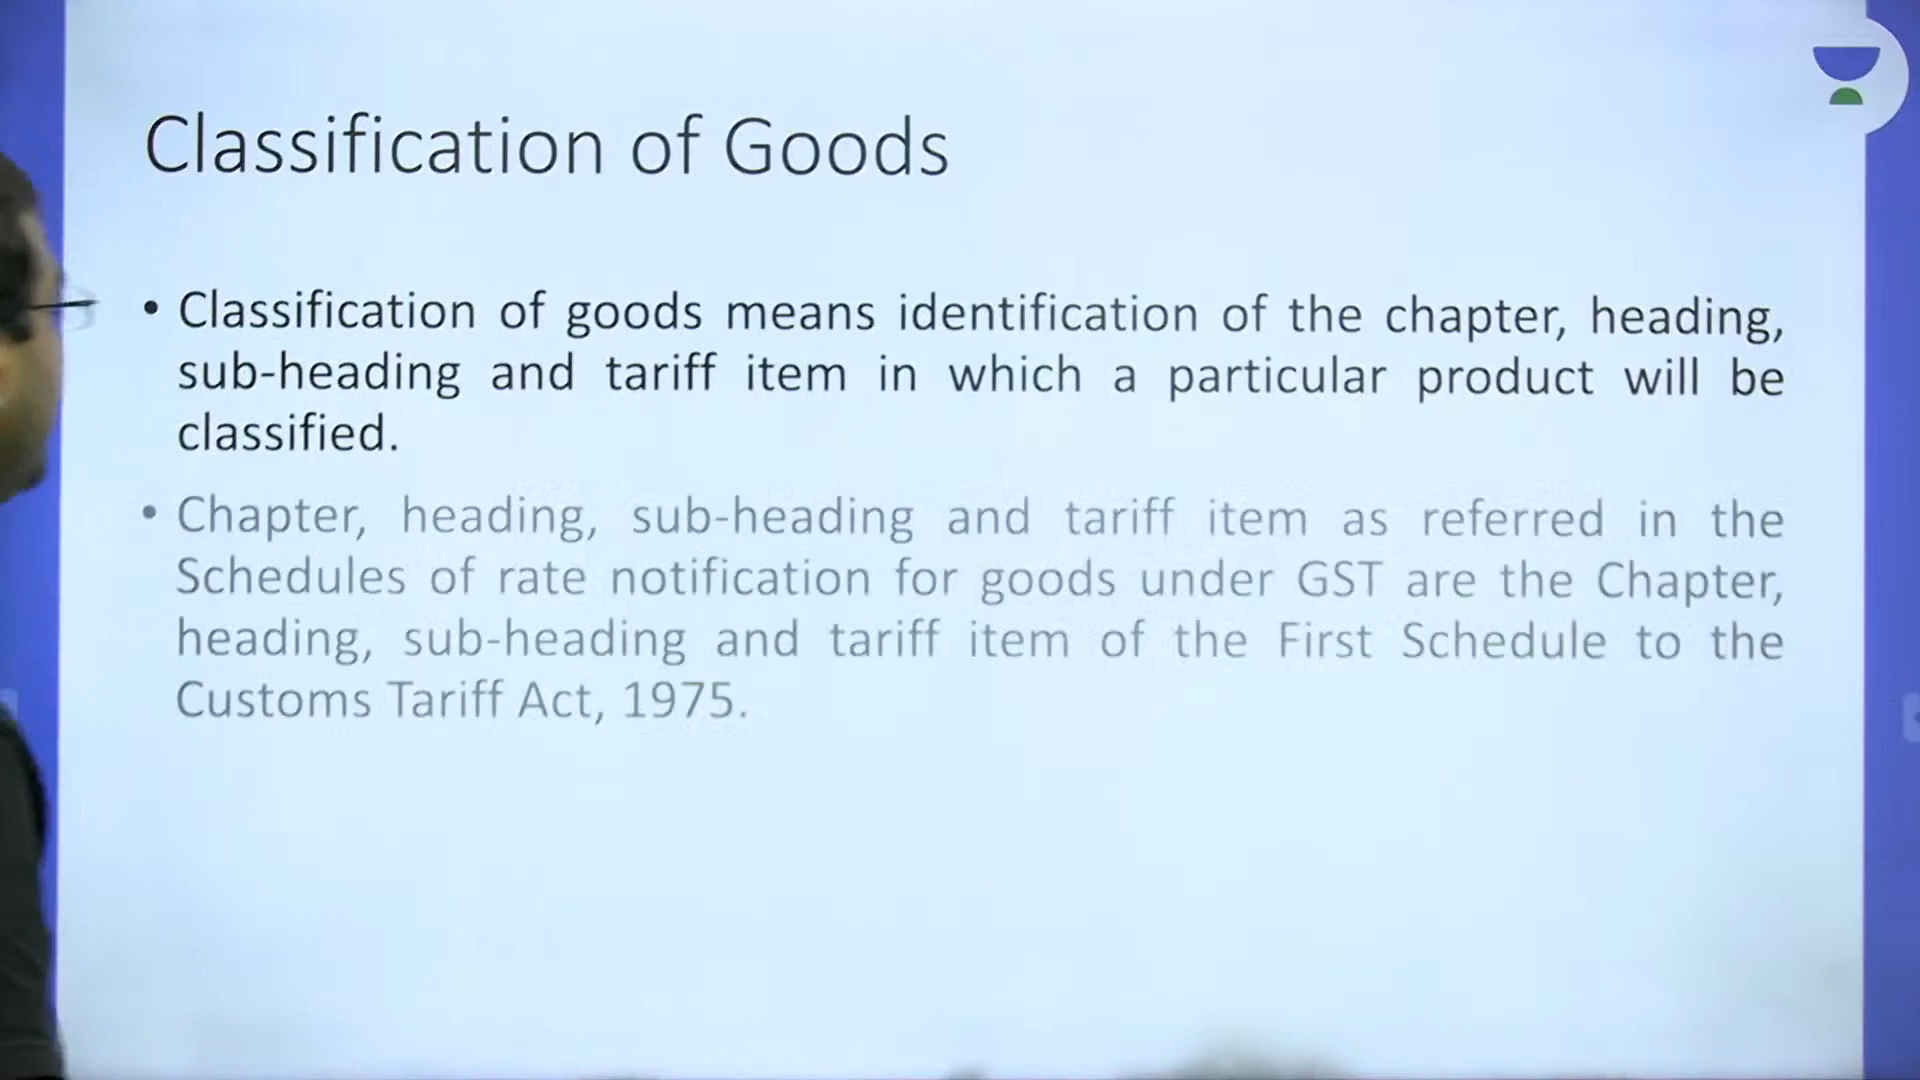 Classification of Goods
• Classification of goods means identification of the chapter, heading,
sub-heading and tariff item in which a particular product will be
classified.
• Chapter, heading, sub-heading and tariff item as referred in the
Schedules of rate notification for goods under GST are the Chapter,
heading, sub-heading and tariff item of the First Schedule to the
Customs Tariff Act, 1975.